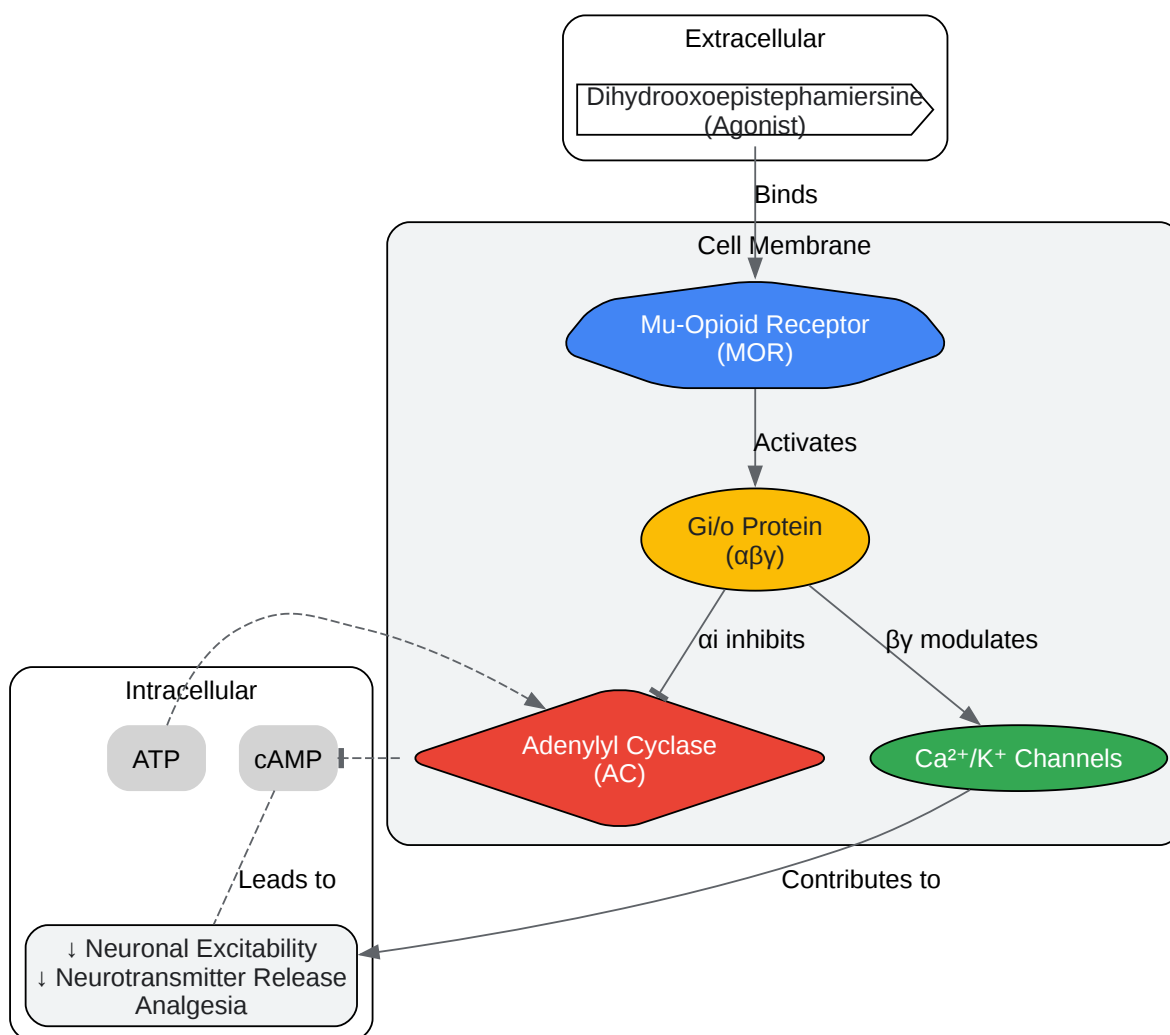 Extracellular
Dihydrooxoepistephamiersine
(Agonist)
Binds
Cell Membrane
Mu-Opioid Receptor
(MOR)
Activates
Gi/o Protein
(αβγ)
αi inhibits
βγ modulates
Intracellular
ATP
cAMP
Adenylyl Cyclase
(AC)
Ca²⁺/K⁺ Channels
Leads to
Contributes to
↓ Neuronal Excitability
↓ Neurotransmitter Release
Analgesia